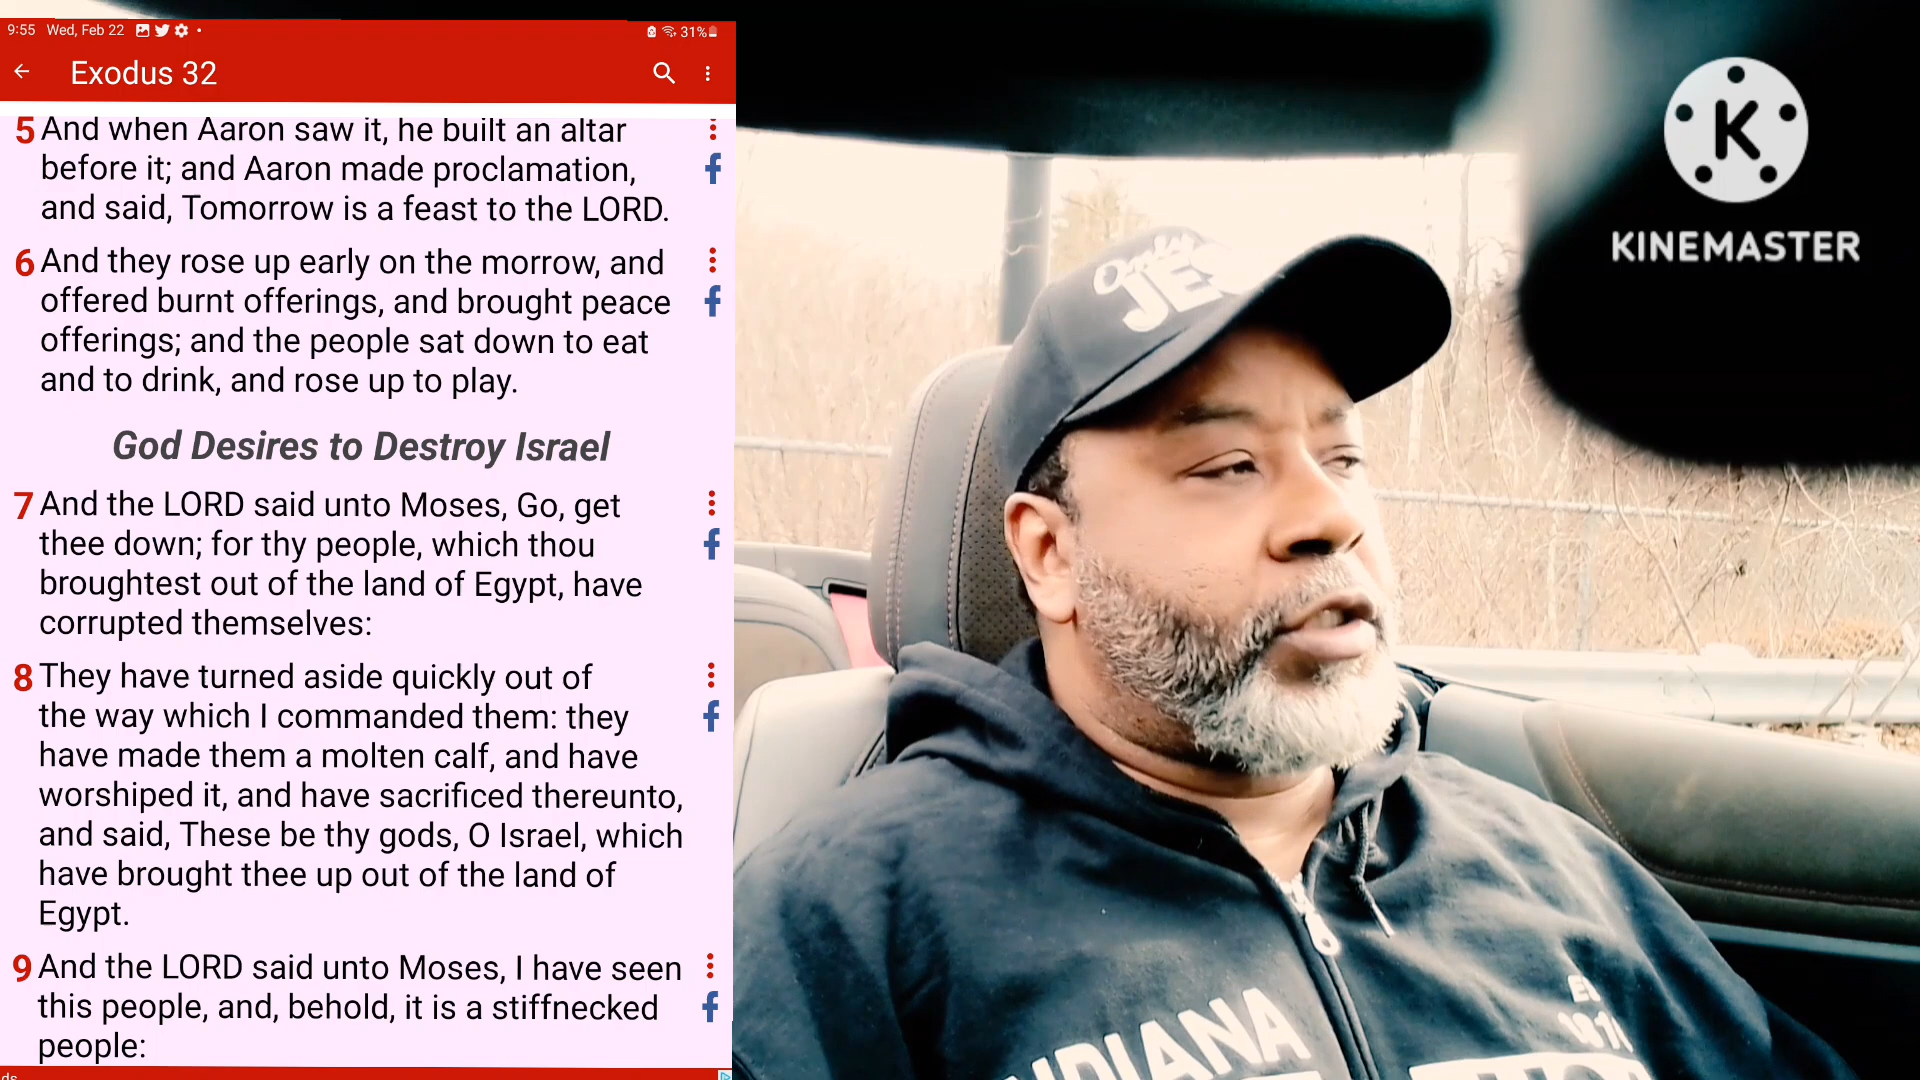 9:55 Wed, Feb 22
31%
Exodus 32
5 And when Aaron saw it, he built an altar
before it; and Aaron made proclamation,
and said, Tomorrow is a feast to the LORD.
6 And they rose up early on the morrow, and
offered burnt offerings, and brought peace
offerings; and the people sat down to eat
and to drink, and rose up to play.
God Desires to Destroy Israel
7 And the LORD said unto Moses, Go, get
thee down; for thy people, which thou
broughtest out of the land of Egypt, have
corrupted themselves:
8 They have turned aside quickly out of
the way which I commanded them: they
have made them a molten calf, and have
worshiped it, and have sacrificed thereunto,
and said, These be thy gods, O Israel, which
have brought thee up out of the land of
Egypt.
9 And the LORD said unto Moses, I have seen
this people, and, behold, it is a stiffnecked
people:
K
KINEMASTER
Only
JES
DIANA